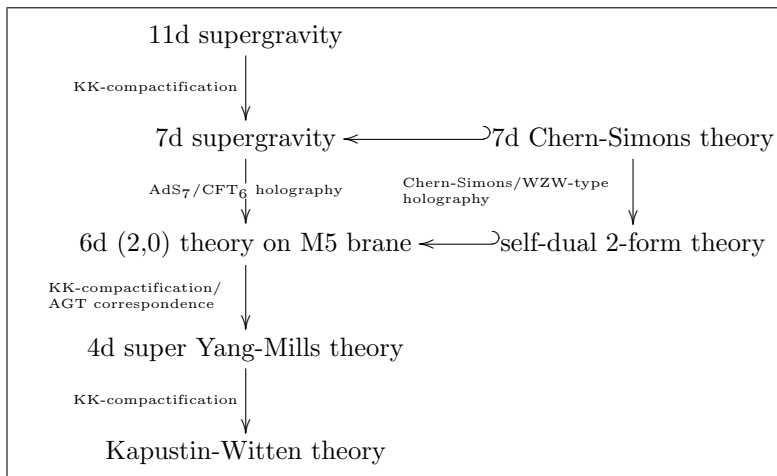 11d supergravity
KK-compactification
7d supergravity
7d Chern-Simons theory
AdS₇/CFT₆ holography
Chern-Simons/WZW-type
holography
6d (2,0) theory on M5 brane
self-dual 2-form theory
KK-compactification/
AGT correspondence
4d super Yang-Mills theory
KK-compactification
Kapustin-Witten theory